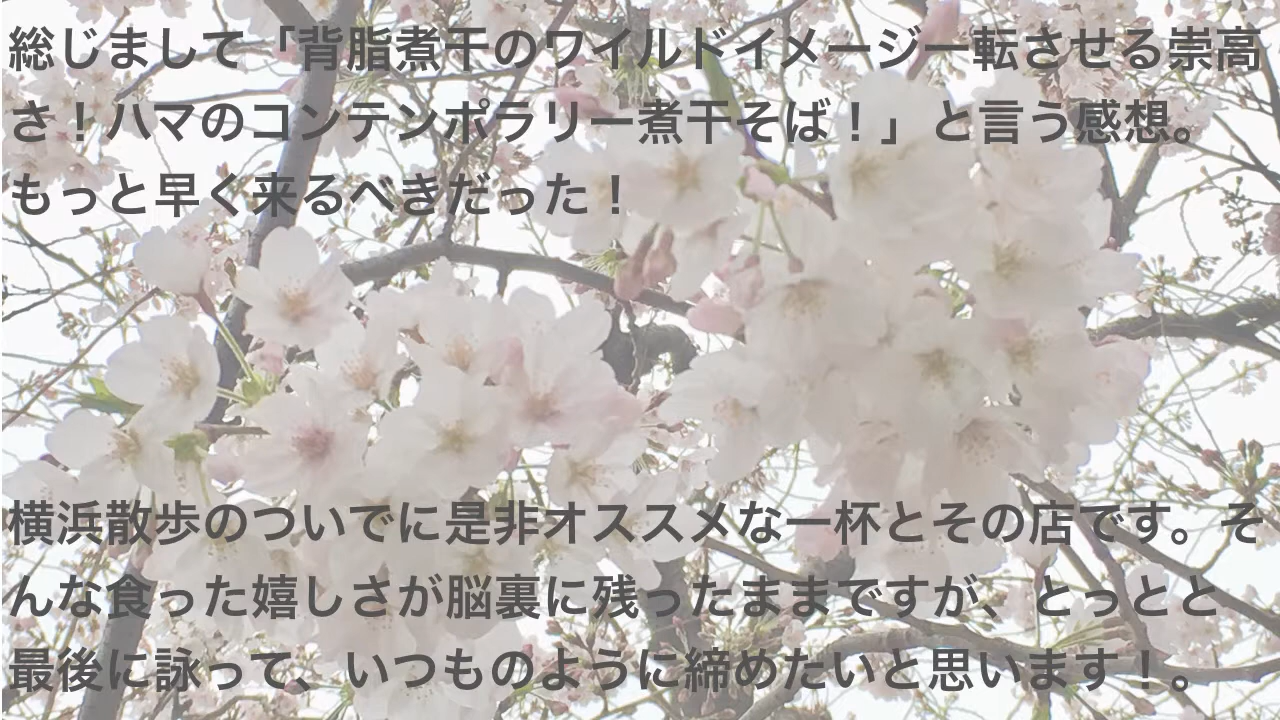 総じまして「背脂煮干のワイルドイメージ一転させる崇高
さ！ハマのコンテンポラリー煮干そば！」と言う感想。
もっと早く来るべきだった！
横浜散歩のついでに是非オススメな一杯とその店です。そ
んな食った嬉しさが脳裏に残ったままですが、とっとと
最後に詠って、いつものように締めたいと思います！。